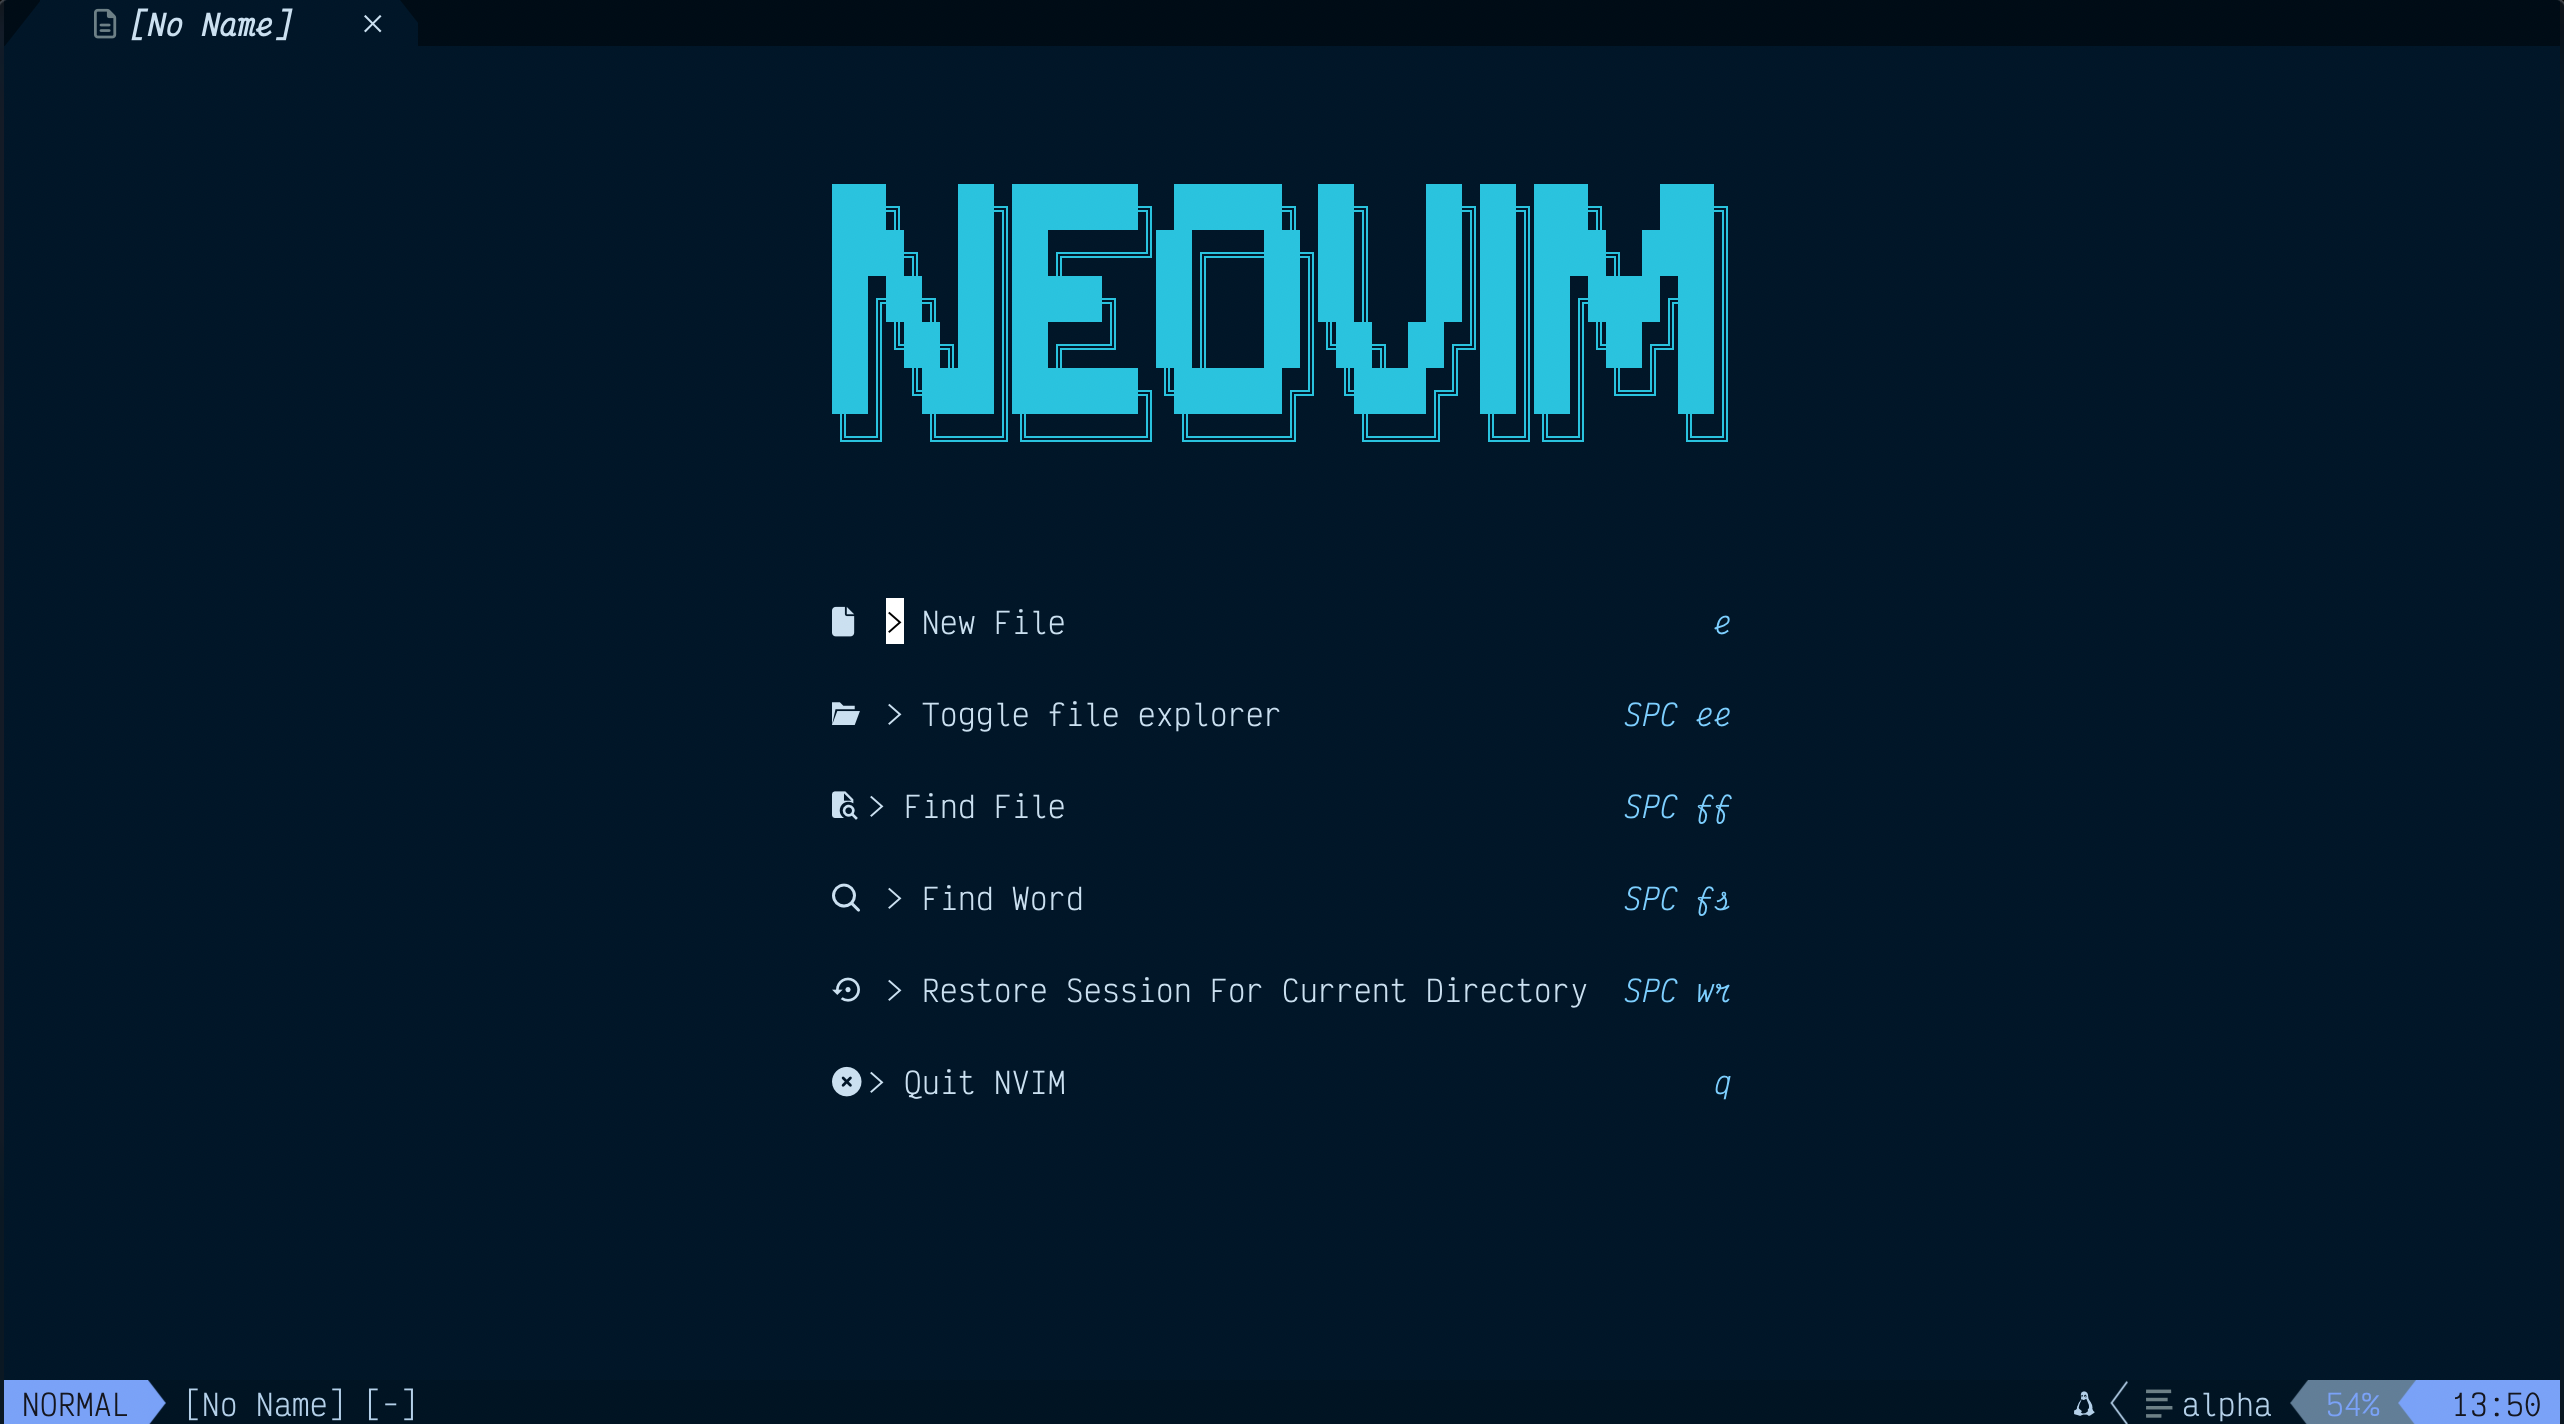 [No Name]
NEOVIM
> New File e
> Toggle file explorer SPC ee
> Find File SPC ff
> Find Word SPC fs
> Restore Session For Current Directory SPC wr
> Quit NVIM q
NORMAL [No Name] [-] alpha 54% 13:50